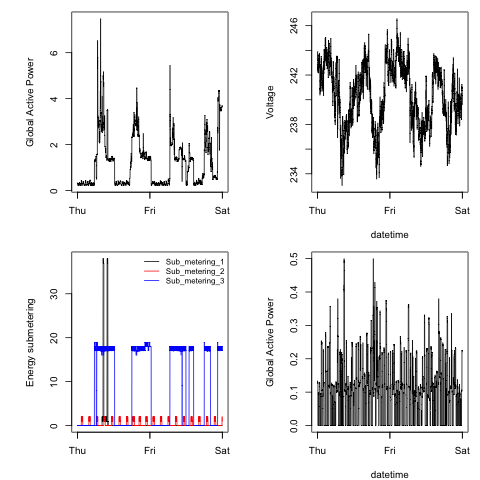 Global Active Power
0 2 4 6
Thu Fri Sat
Voltage
234 238 242 246
Thu Fri Sat
datetime
Energy submetering
0 10 20 30
Sub_metering_1
Sub_metering_2
Sub_metering_3
Thu Fri Sat
Global Active Power
0.0 0.1 0.2 0.3 0.4 0.5
Thu Fri Sat
datetime